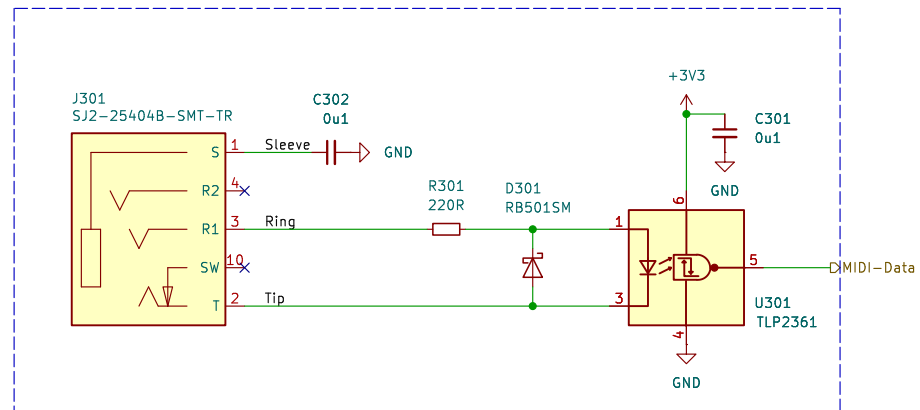 +3V3
J301
SJ2-25404B-SMT-TR
C302
0u1
C301
0u1
S
1
Sleeve
GND
R2
4
R301
220R
D301
RB501SM
GND
6
R1
3
Ring
1
SW
10
5
MIDI-Data
T
2
Tip
3
U301
TLP2361
4
GND